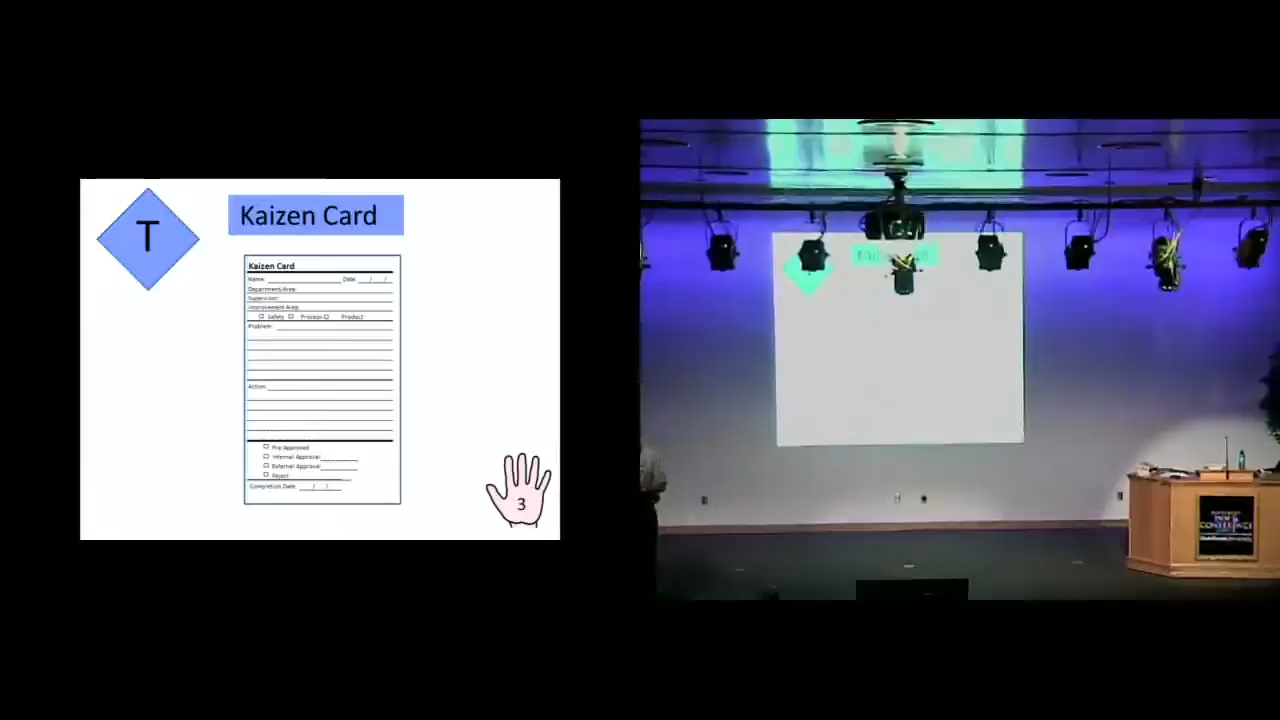 T
Kaizen Card
Kaizen Card
Name: Date: / /
Department/Area:
Supervisor:
Improvement Area:
Safety Process Product
Problem:
Action:
Pre Approved
Internal Approval
External Approval
Reject
Completion Date: / /
3
CONFERENCE